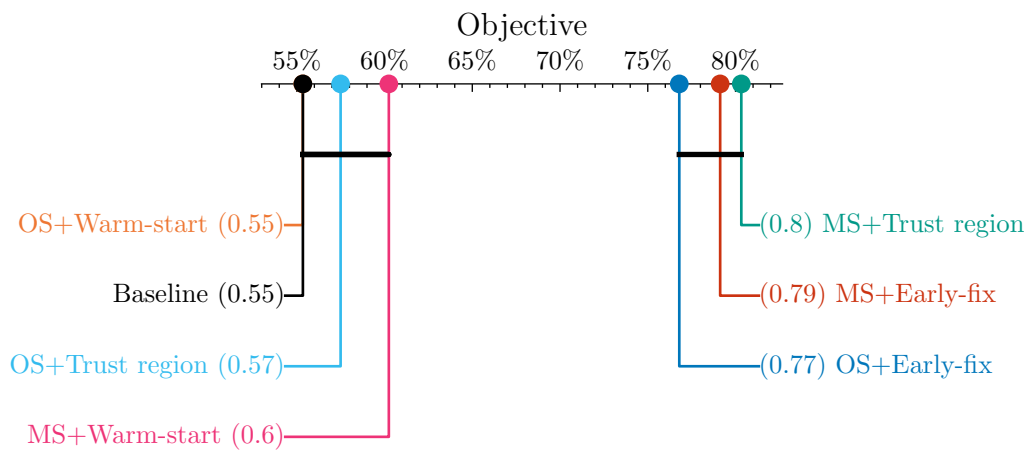 Objective
55% 60% 65% 70% 75% 80%
OS+Warm-start (0.55)
(0.8) MS+Trust region
Baseline (0.55)
(0.79) MS+Early-fix
OS+Trust region (0.57)
(0.77) OS+Early-fix
MS+Warm-start (0.6)